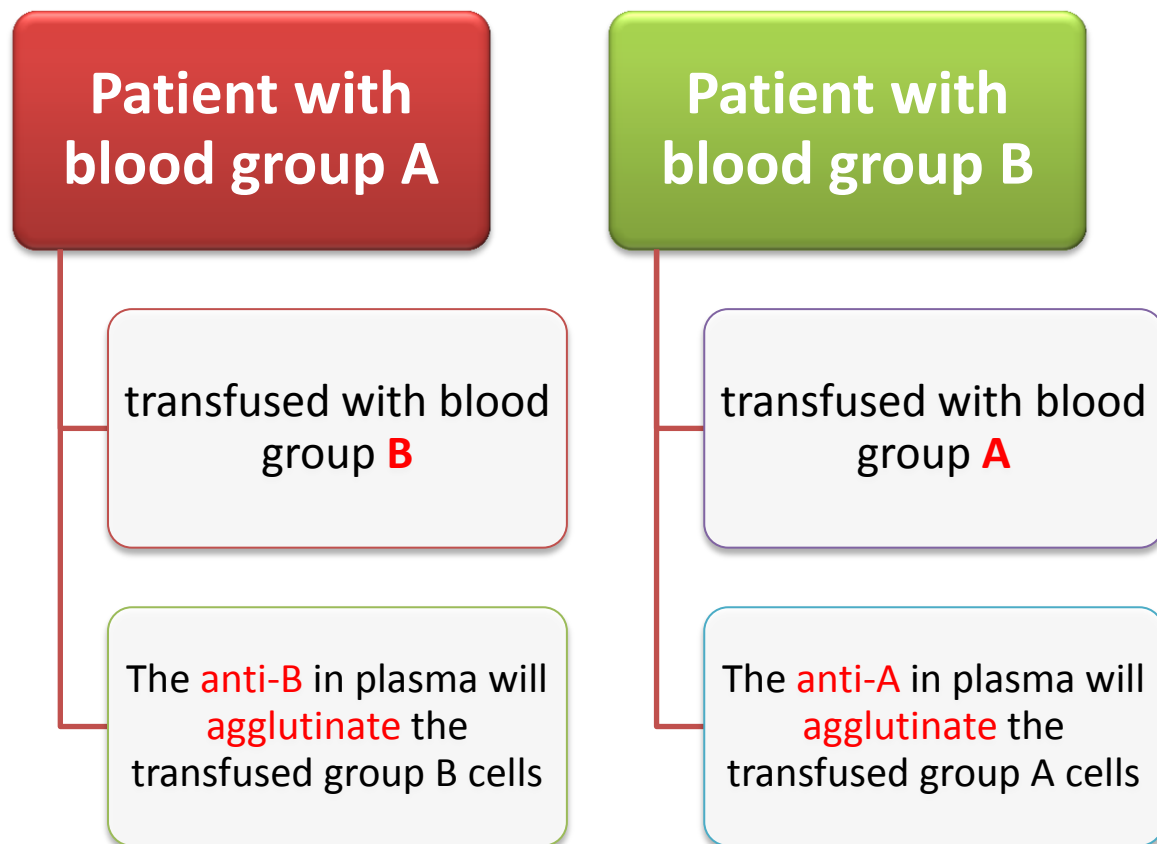 Patient with
blood group A
transfused with blood
group B
The anti-B in plasma will
agglutinate the
transfused group B cells
Patient with
blood group B
transfused with blood
group A
The anti-A in plasma will
agglutinate the
transfused group A cells